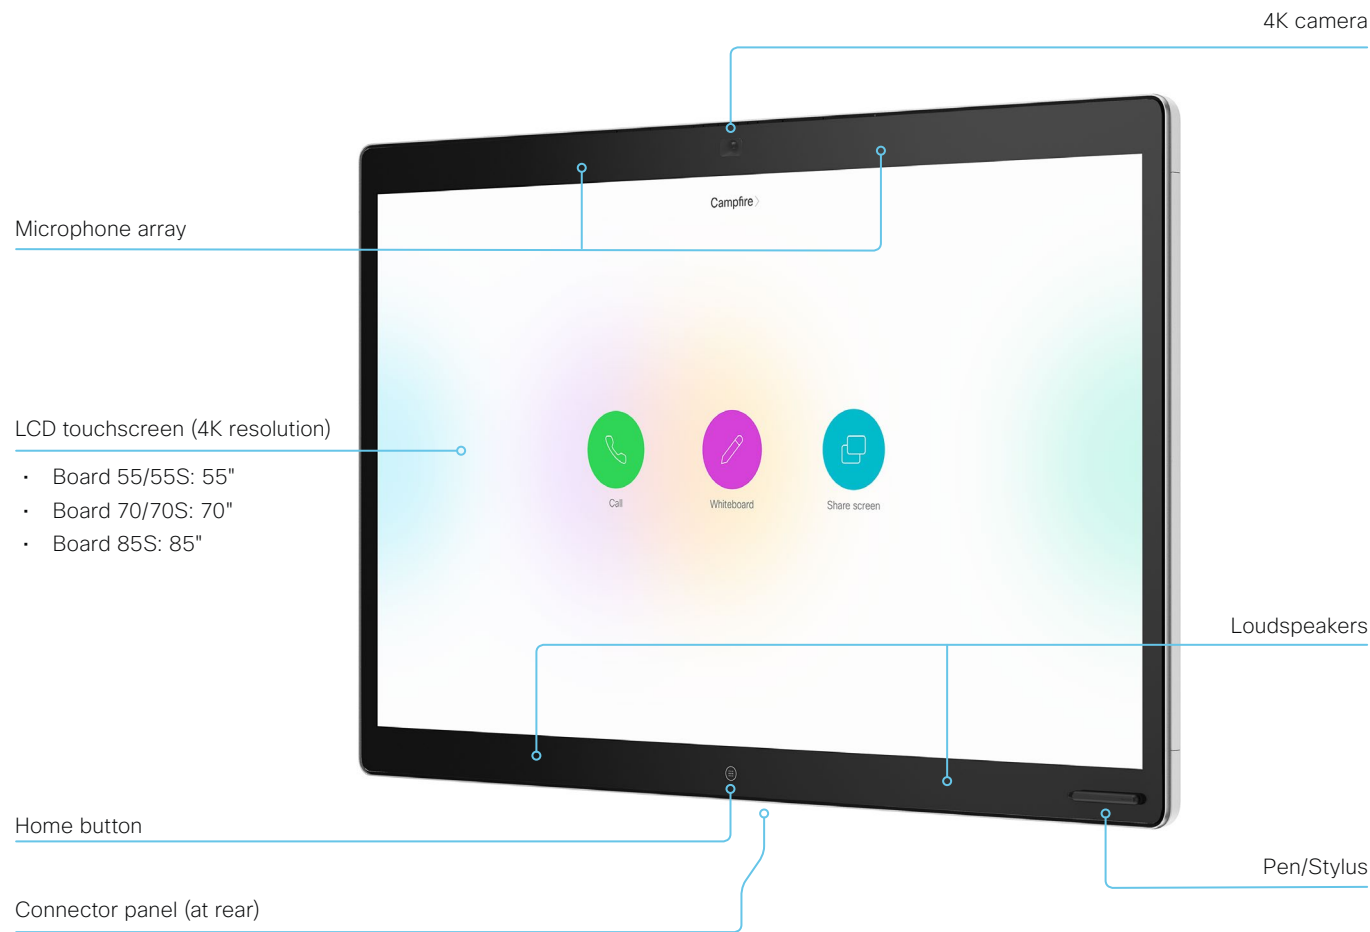 4K camera
Campfire
Microphone array
LCD touchscreen (4K resolution)
· Board 55/55S: 55"
· Board 70/70S: 70"
· Board 85S: 85"
Call
Whiteboard
Share screen
Loudspeakers
Home button
Pen/Stylus
Connector panel (at rear)